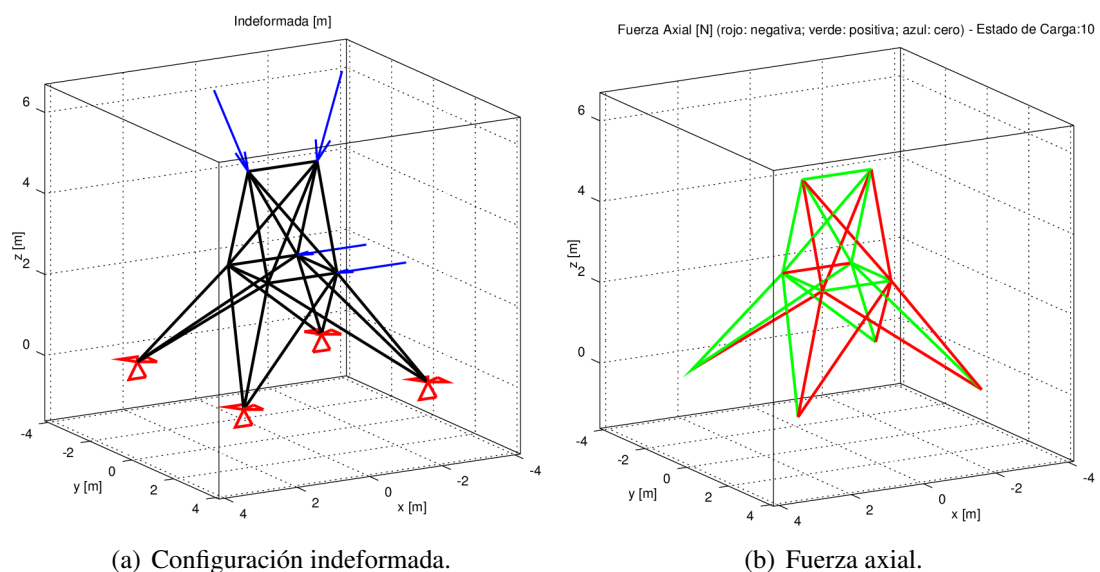 Indeformada [m]
6
4
2
0
z [m]
-4
-2
0
2
4
y [m]
4
2
0
-2
-4
x [m]
(a) Configuración indeformada.
Fuerza Axial [N] (rojo: negativa; verde: positiva; azul: cero) - Estado de Carga:10
6
4
2
0
z [m]
-4
-2
0
2
4
y [m]
4
2
0
-2
-4
x [m]
(b) Fuerza axial.